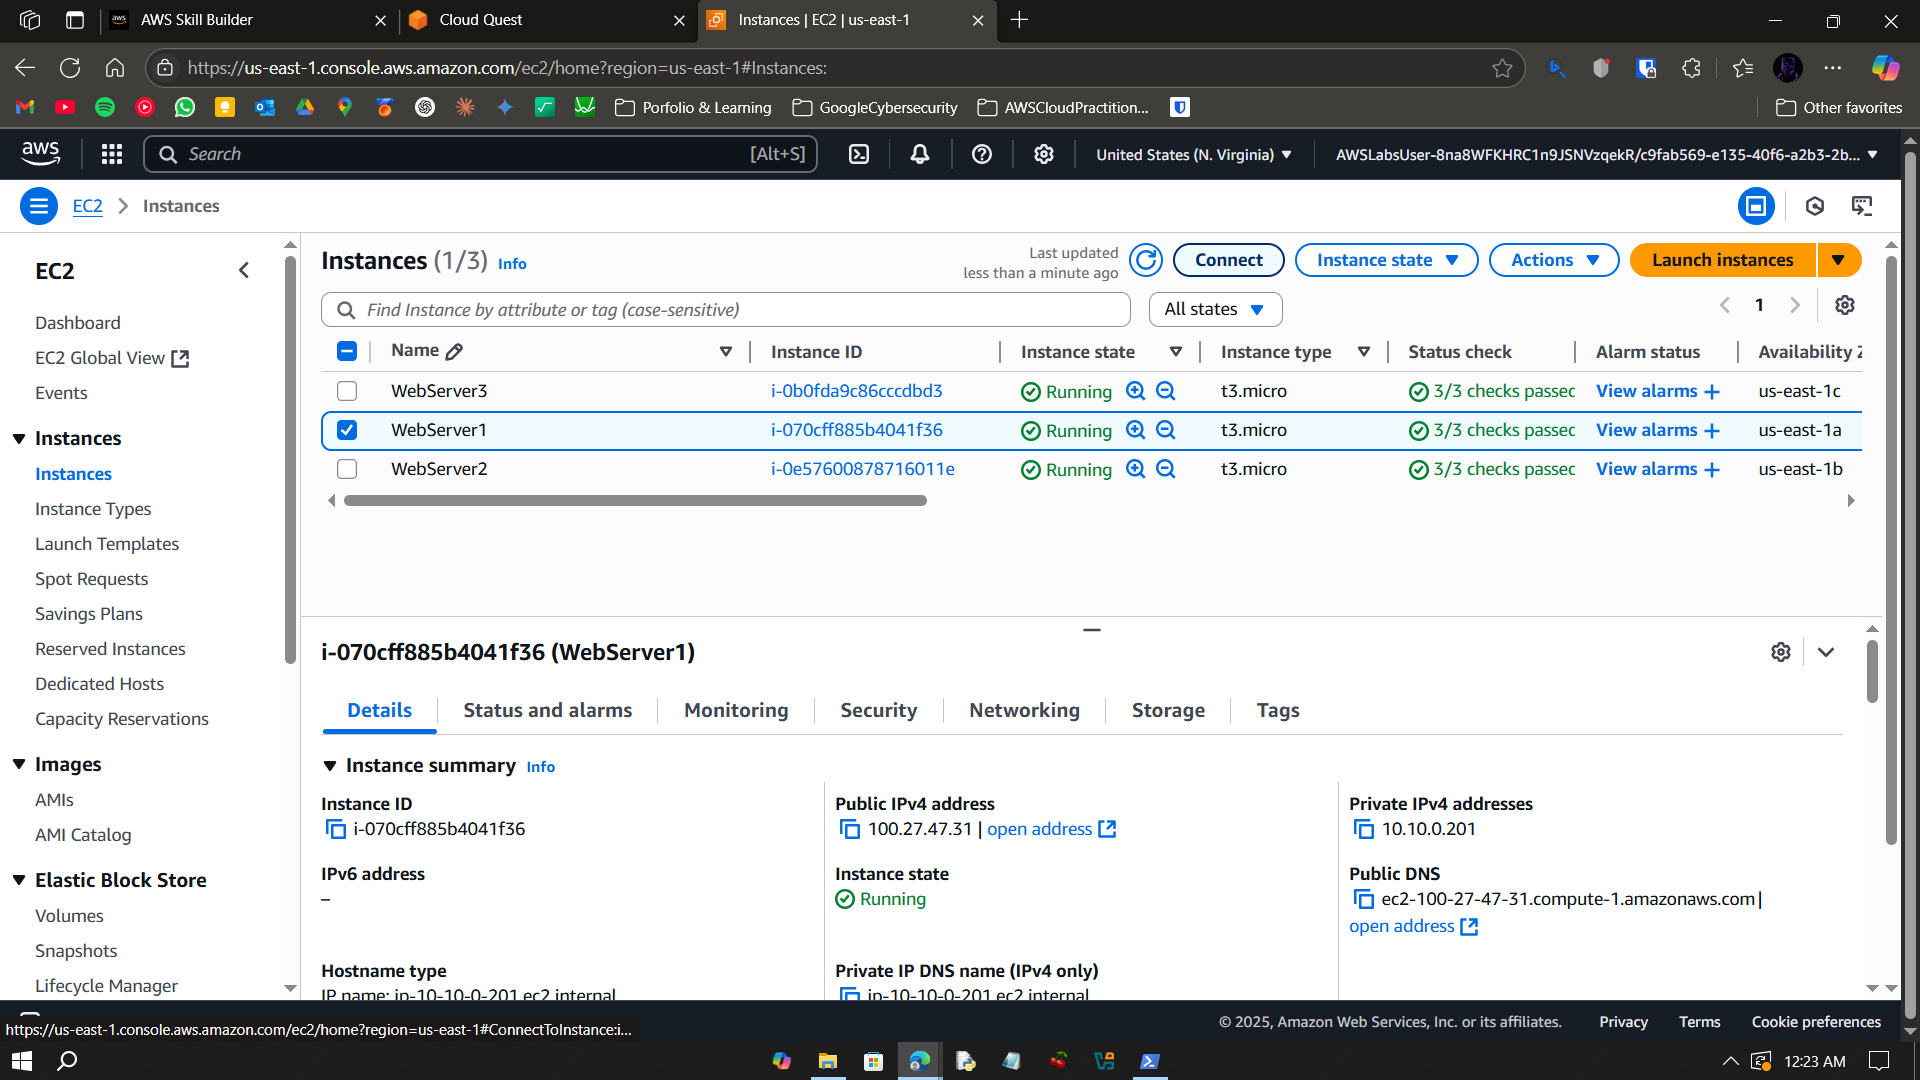 AWS Skill Builder
Cloud Quest
Instances | EC2 | us-east-1
https://us-east-1.console.aws.amazon.com/ec2/home?region=us-east-1#Instances:
Porfolio & Learning
GoogleCybersecurity
AWSCloudPractition...
Other favorites
aws
Search
[Alt+S]
United States (N. Virginia)
AWSLabsUser-8na8WFKHRC1n9JSNVzqekR/c9fab569-e135-40f6-a2b3-2b...
EC2
Instances
EC2
Dashboard
EC2 Global View
Events
Instances
Instances
Instance Types
Launch Templates
Spot Requests
Savings Plans
Reserved Instances
Dedicated Hosts
Capacity Reservations
Images
AMIs
AMI Catalog
Elastic Block Store
Volumes
Snapshots
Lifecycle Manager
Instances (1/3) Info
Last updated
less than a minute ago
Connect
Instance state
Actions
Launch instances
Find Instance by attribute or tag (case-sensitive)
All states
1
Name Instance ID Instance state Instance type Status check Alarm status Availability Z
WebServer3 i-0b0fda9c86cccdbd3 Running t3.micro 3/3 checks passed View alarms + us-east-1c
WebServer1 i-070cff885b4041f36 Running t3.micro 3/3 checks passed View alarms + us-east-1a
WebServer2 i-0e57600878716011e Running t3.micro 3/3 checks passed View alarms + us-east-1b
i-070cff885b4041f36 (WebServer1)
Details
Status and alarms
Monitoring
Security
Networking
Storage
Tags
Instance summary Info
Instance ID
i-070cff885b4041f36
Public IPv4 address
100.27.47.31 | open address
Private IPv4 addresses
10.10.0.201
IPv6 address
–
Instance state
Running
Public DNS
ec2-100-27-47-31.compute-1.amazonaws.com |
open address
Hostname type
IP name: ip-10-10-0-201.ec2.internal
Private IP DNS name (IPv4 only)
ip-10-10-0-201.ec2.internal
https://us-east-1.console.aws.amazon.com/ec2/home?region=us-east-1#ConnectToInstance:i...
© 2025, Amazon Web Services, Inc. or its affiliates.
Privacy
Terms
Cookie preferences
12:23 AM